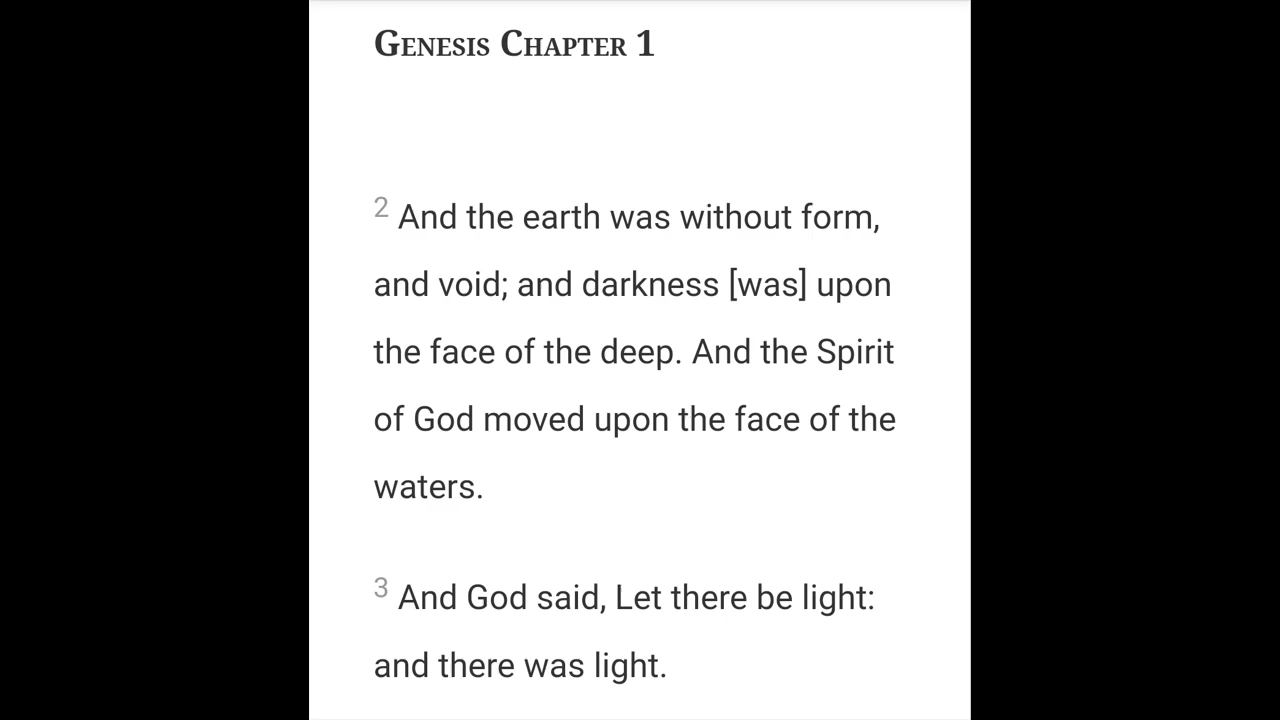 Genesis Chapter 1
2 And the earth was without form,
and void; and darkness [was] upon
the face of the deep. And the Spirit
of God moved upon the face of the
waters.
3 And God said, Let there be light:
and there was light.